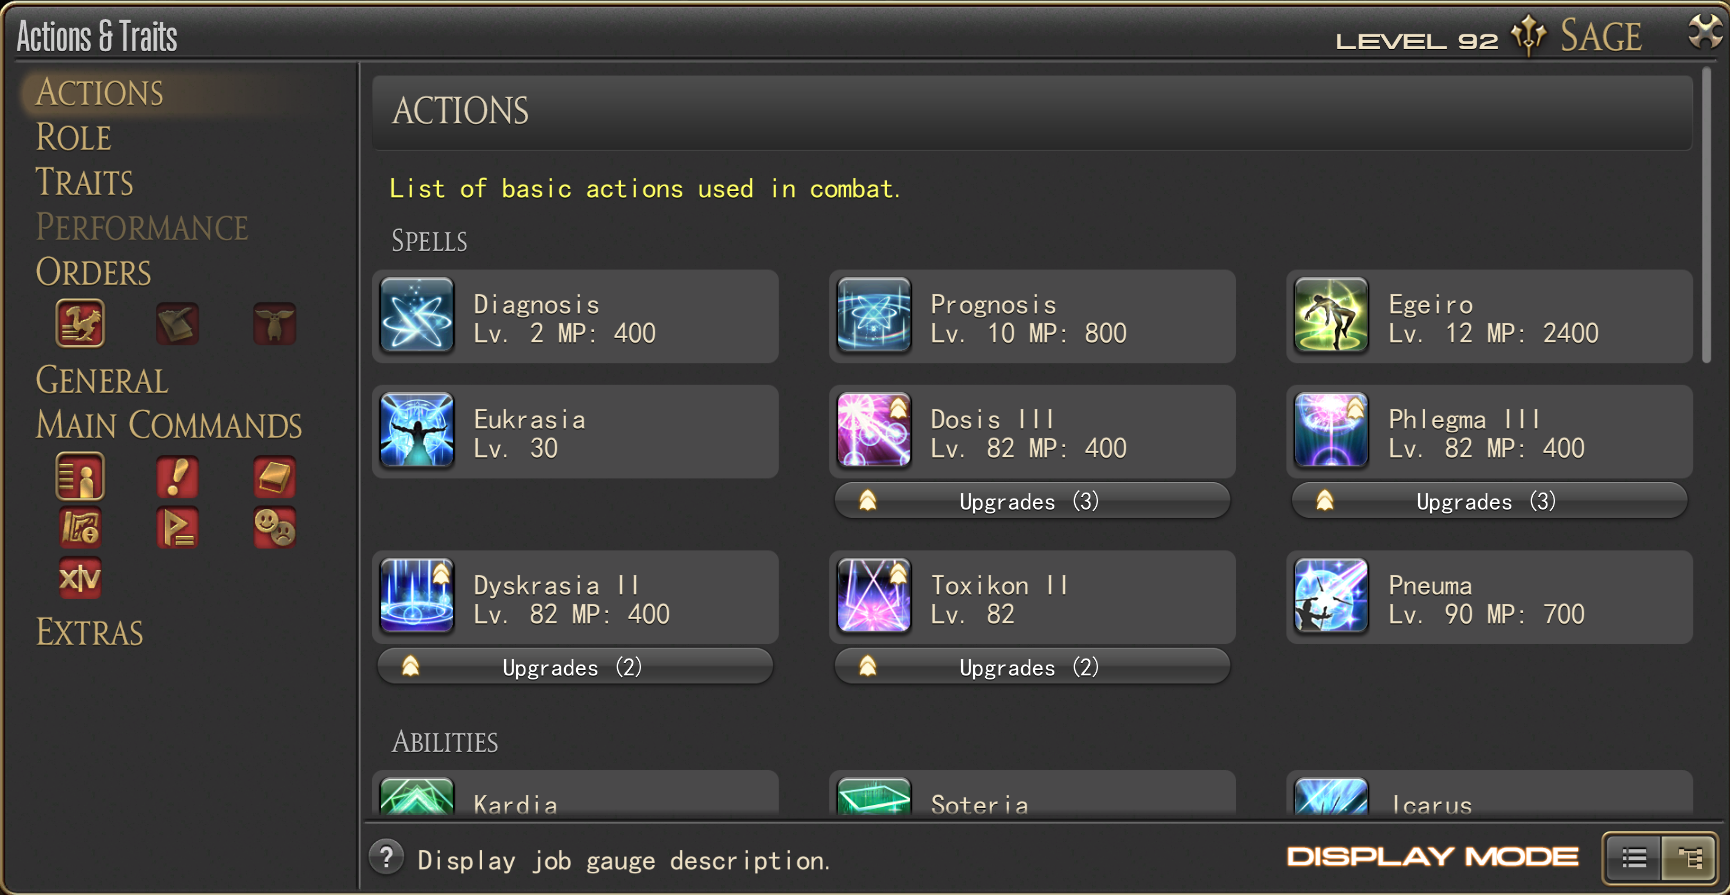 Actions & Traits
LEVEL 92 SAGE
ACTIONS
ROLE
TRAITS
PERFORMANCE
ORDERS
GENERAL
MAIN COMMANDS
XIV
EXTRAS
ACTIONS
List of basic actions used in combat.
SPELLS
Diagnosis
Lv. 2 MP: 400
Prognosis
Lv. 10 MP: 800
Egeiro
Lv. 12 MP: 2400
Eukrasia
Lv. 30
Dosis III
Lv. 82 MP: 400
Upgrades (3)
Phlegma III
Lv. 82 MP: 400
Upgrades (3)
Dyskrasia II
Lv. 82 MP: 400
Upgrades (2)
Toxikon II
Lv. 82
Upgrades (2)
Pneuma
Lv. 90 MP: 700
ABILITIES
Kardia
Soteria
Icarus
? Display job gauge description.
DISPLAY MODE